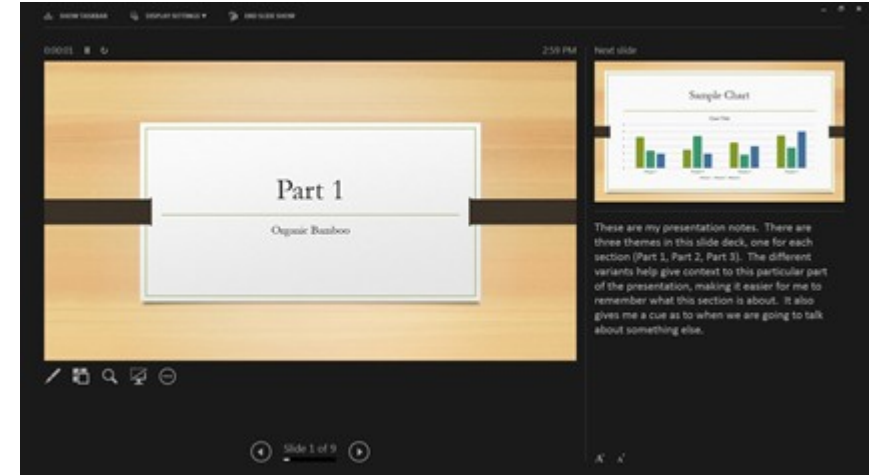 SHOW TASKBAR
DISPLAY SETTINGS ▾
END SLIDE SHOW
0:00:01
2:59 PM
Next slide
Part 1
Organic Bamboo
Sample Chart
Chart Title
These are my presentation notes. There are
three themes in this slide deck, one for each
section (Part 1, Part 2, Part 3). The different
variants help give context to this particular part
of the presentation, making it easier for me to
remember what this section is about. It also
gives me a cue as to when we are going to talk
about something else.
Slide 1 of 9
A A